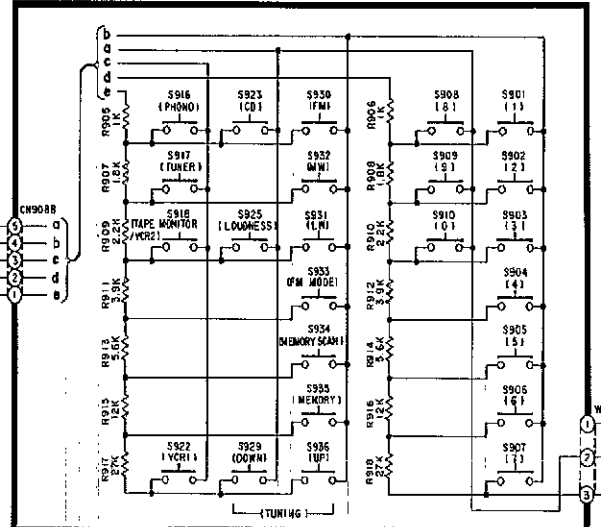 b
a
c
d
e
S916
(PHONO)
S923
(CD)
S930
(FM)
S908
(8)
S901
(1)
R905
1K
R906
1K
S917
(TUNER)
S932
(MW)
S909
(9)
S902
(2)
R907
1.8K
R908
1.8K
CN908B
5 a
4 b
3 c
2 d
1 e
S918
(TAPE MONITOR
/VCR2)
S925
(LOUDNESS)
S931
(LW)
S910
(0)
S903
(3)
R909
2.2K
R910
2.2K
S933
(FM MODE)
S904
(4)
R911
3.9K
R912
3.9K
S934
(MEMORY SCAN)
S905
(5)
R913
5.6K
R914
5.6K
S935
(MEMORY)
S906
(6)
R915
12K
R916
12K
S922
(VCR1)
S929
(DOWN)
S936
(UP)
S907
(7)
R917
27K
R918
27K
(TUNING)
W
1
2
3